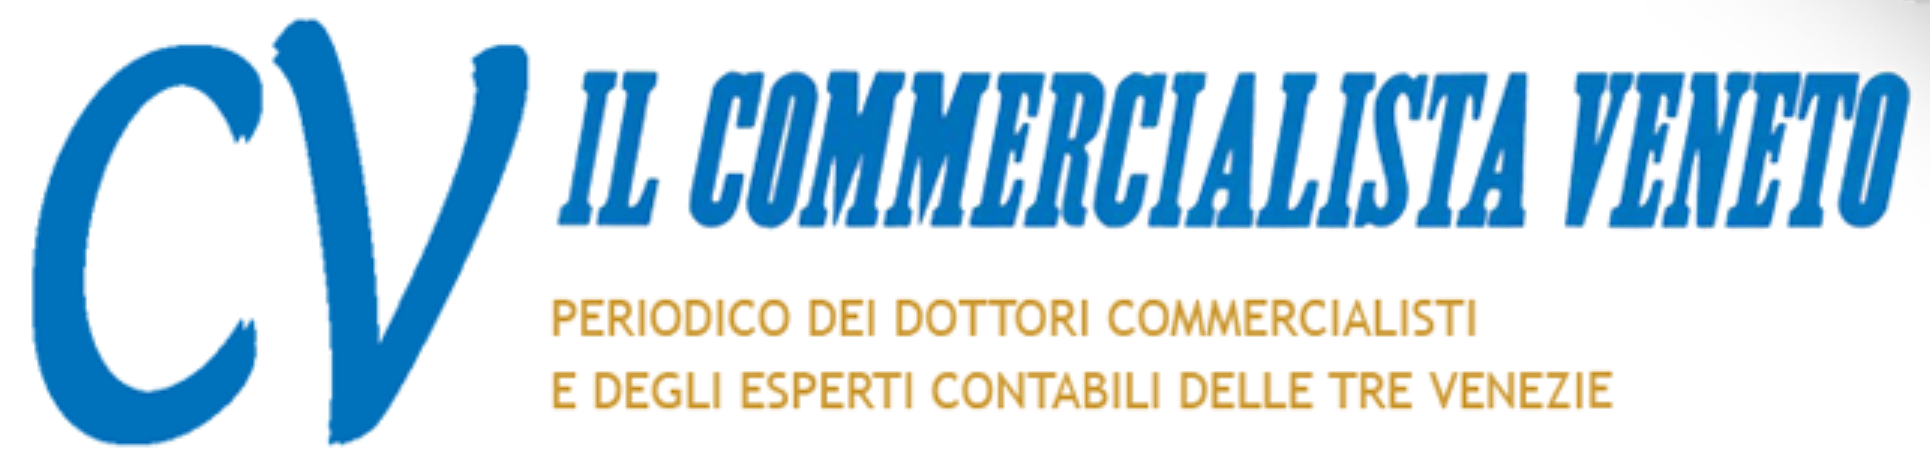 CV
IL COMMERCIALISTA VENETO
PERIODICO DEI DOTTORI COMMERCIALISTI
E DEGLI ESPERTI CONTABILI DELLE TRE VENEZIE